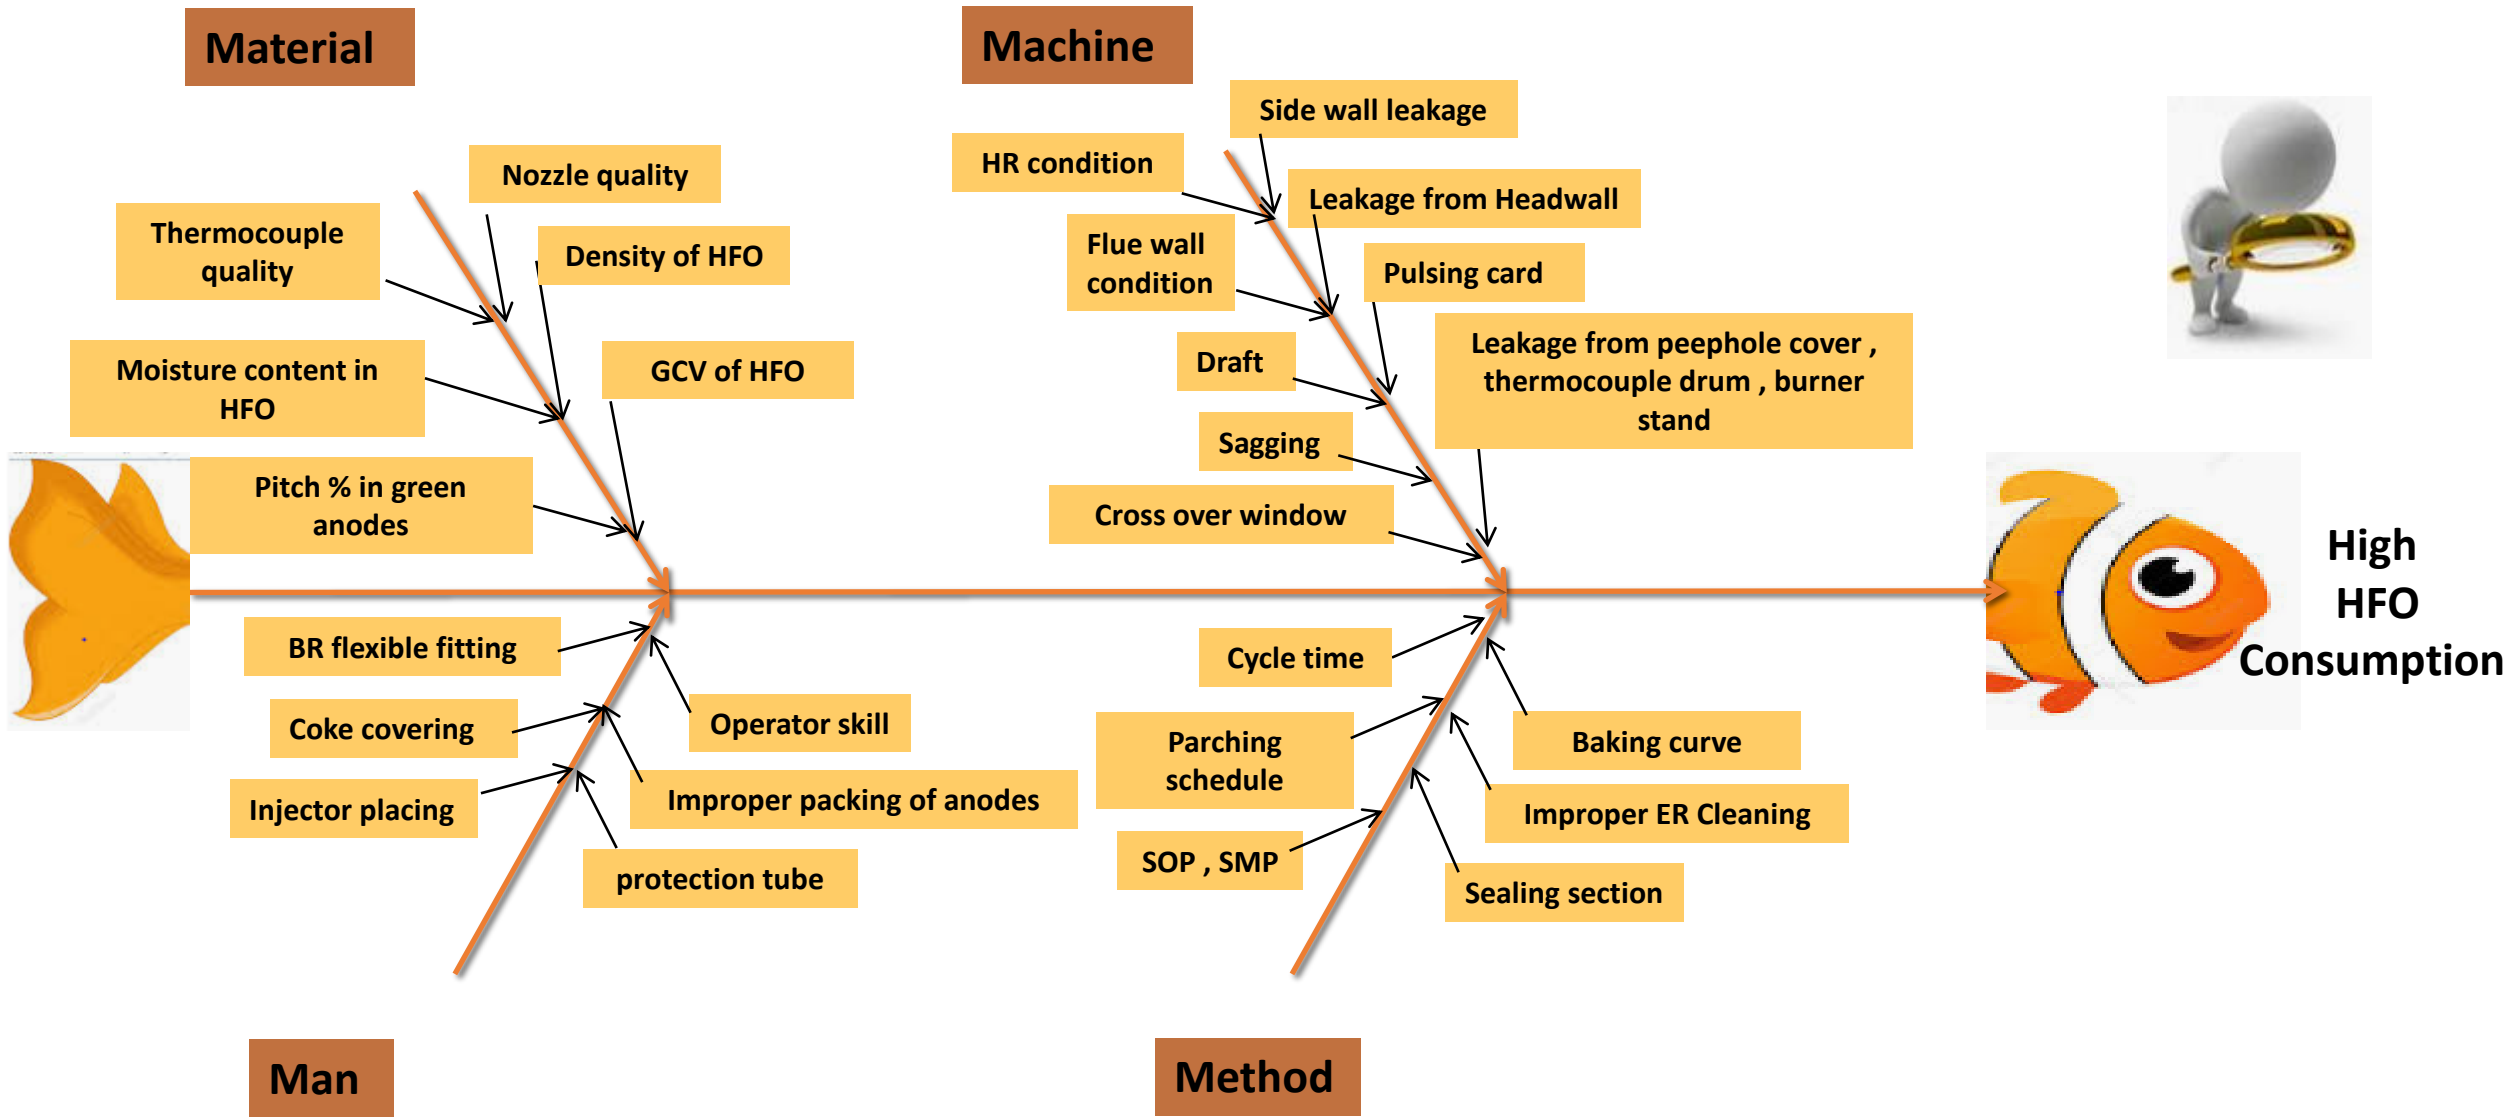 Material
Machine
Side wall leakage
HR condition
Nozzle quality
Leakage from Headwall
Thermocouple
quality
Density of HFO
Flue wall
condition
Pulsing card
Moisture content in
HFO
GCV of HFO
Draft
Leakage from peephole cover ,
thermocouple drum , burner
stand
Sagging
Pitch % in green
anodes
Cross over window
High
HFO
Consumption
BR flexible fitting
Cycle time
Coke covering
Operator skill
Parching
schedule
Baking curve
Injector placing
Improper packing of anodes
Improper ER Cleaning
SOP , SMP
protection tube
Sealing section
Man
Method